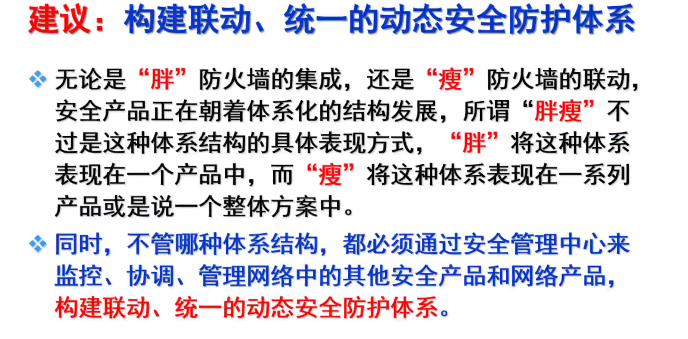 建议：构建联动、统一的动态安全防护体系
无论是“胖”防火墙的集成，还是“瘦”防火墙的联动，
安全产品正在朝着体系化的结构发展，所谓“胖瘦”不
过是这种体系结构的具体表现方式，“胖”将这种体系
表现在一个产品中，而“瘦”将这种体系表现在一系列
产品或是说一个整体方案中。
同时，不管哪种体系结构，都必须通过安全管理中心来
监控、协调、管理网络中的其他安全产品和网络产品，
构建联动、统一的动态安全防护体系。